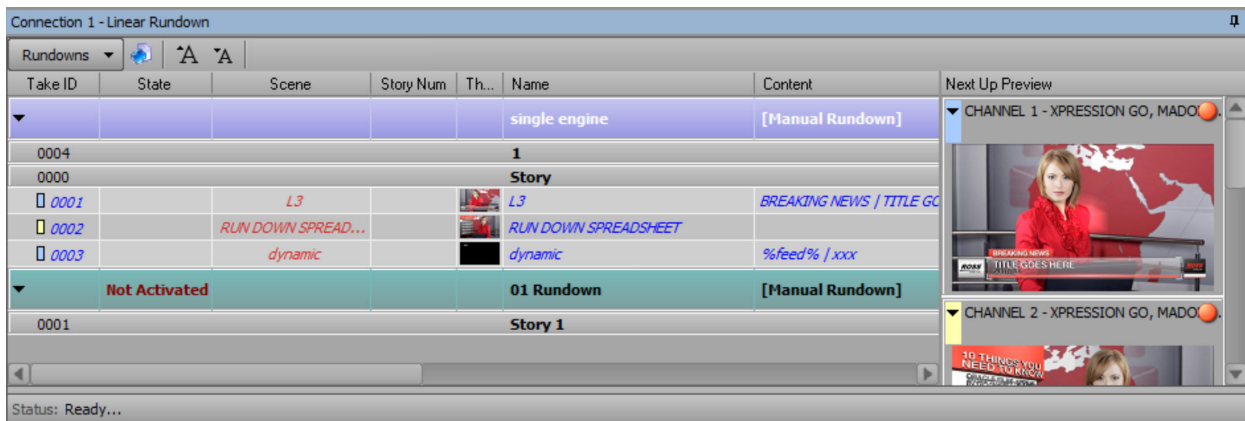 Connection 1 - Linear Rundown
Rundowns
Take ID State Scene Story Num Th... Name Content Next Up Preview
single engine [Manual Rundown]
0004 1
0000 Story
0001 L3 L3 BREAKING NEWS | TITLE GO
0002 RUN DOWN SPREAD... RUN DOWN SPREADSHEET
0003 dynamic dynamic %feed% | xxx
Not Activated 01 Rundown [Manual Rundown]
0001 Story 1
CHANNEL 1 - XPRESSION GO, MADO
BREAKING NEWS
ROSS TITLE GOES HERE
CHANNEL 2 - XPRESSION GO, MADO
10 THINGS YOU
NEED TO KNOW
Status: Ready...